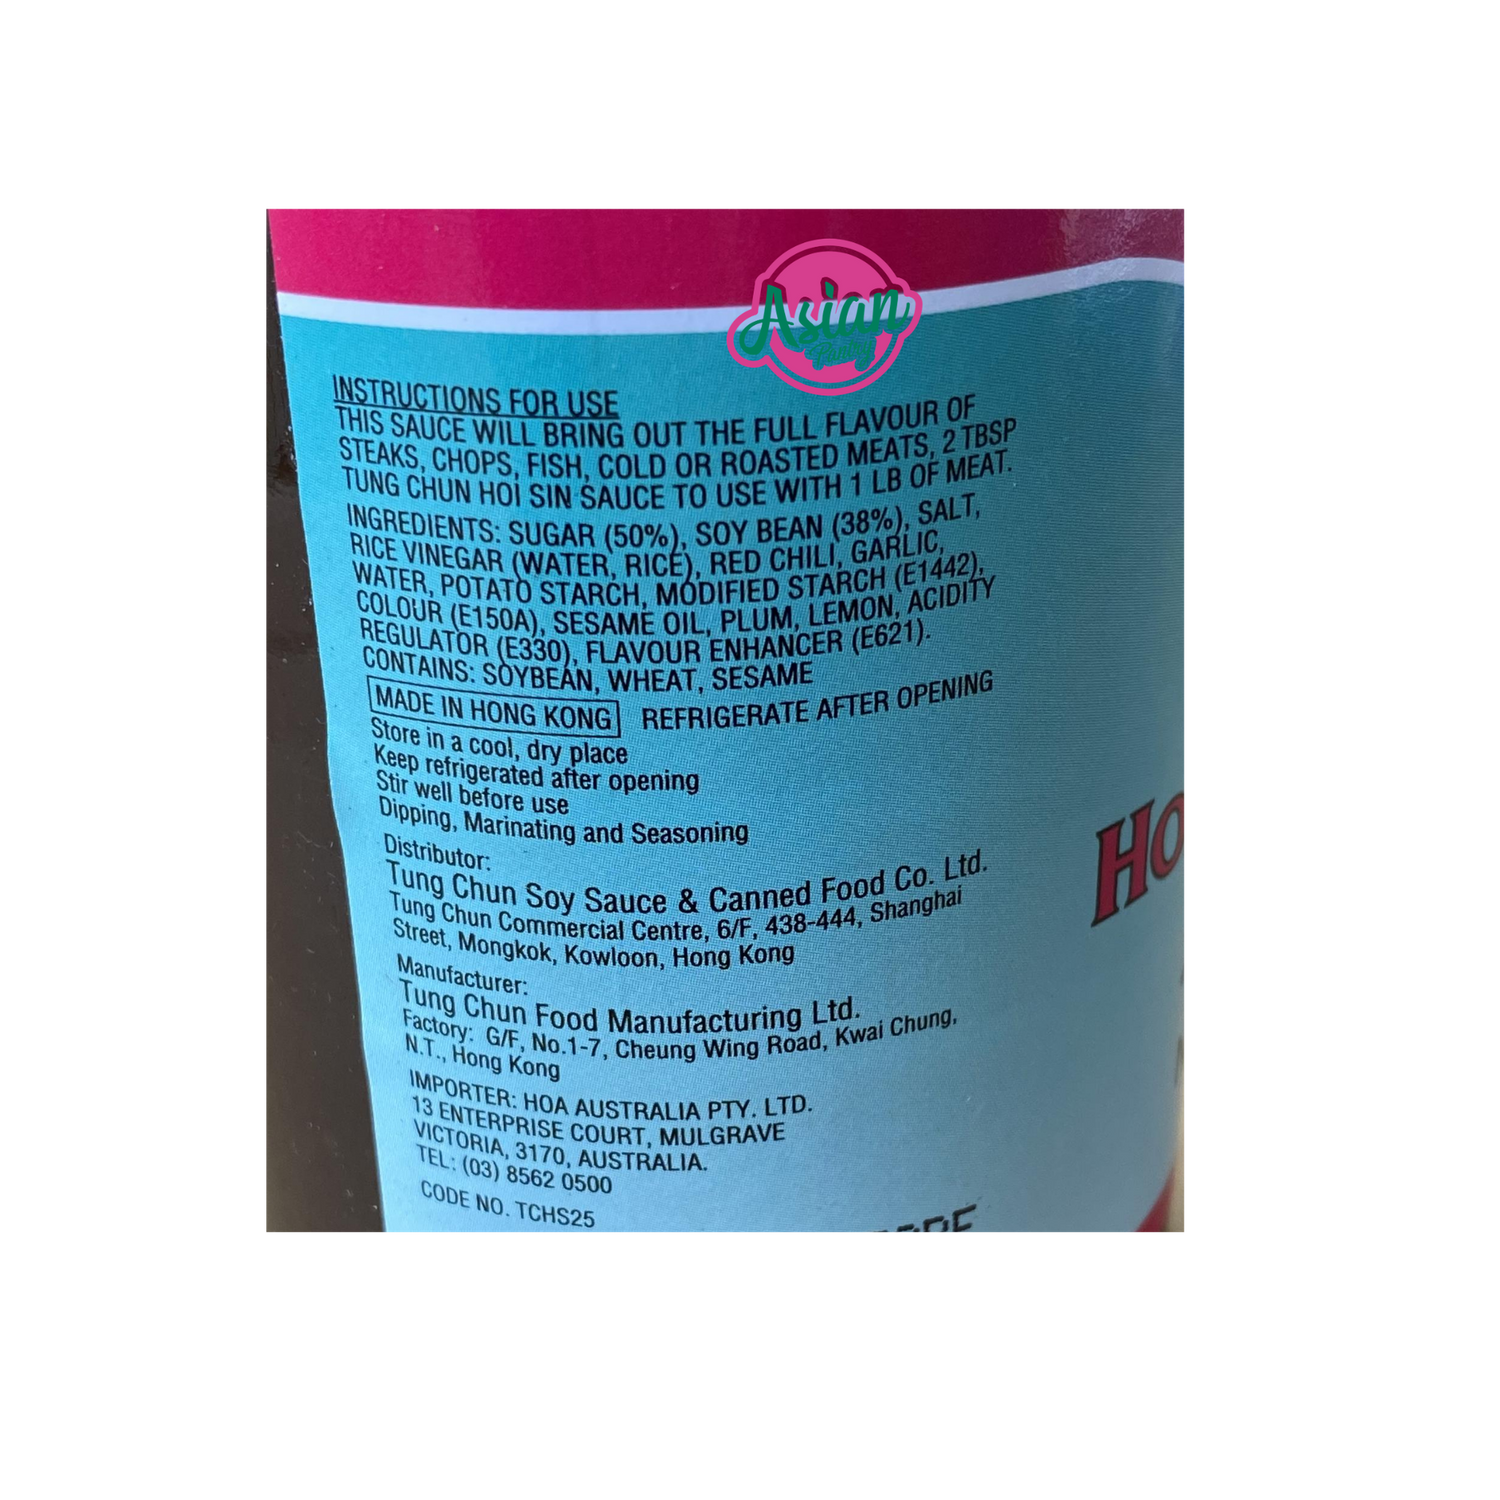 Asian
Pantry
INSTRUCTIONS FOR USE
THIS SAUCE WILL BRING OUT THE FULL FLAVOUR OF
STEAKS, CHOPS, FISH, COLD OR ROASTED MEATS, 2 TBSP
TUNG CHUN HOI SIN SAUCE TO USE WITH 1 LB OF MEAT.
INGREDIENTS: SUGAR (50%), SOY BEAN (38%), SALT,
RICE VINEGAR (WATER, RICE), RED CHILI, GARLIC,
WATER, POTATO STARCH, MODIFIED STARCH (E1442),
COLOUR (E150A), SESAME OIL, PLUM, LEMON, ACIDITY
REGULATOR (E330), FLAVOUR ENHANCER (E621).
CONTAINS: SOYBEAN, WHEAT, SESAME
MADE IN HONG KONG REFRIGERATE AFTER OPENING
Store in a cool, dry place
Keep refrigerated after opening
Stir well before use
Dipping, Marinating and Seasoning
Distributor:
Tung Chun Soy Sauce & Canned Food Co. Ltd.
Tung Chun Commercial Centre, 6/F, 438-444, Shanghai
Street, Mongkok, Kowloon, Hong Kong
Manufacturer:
Tung Chun Food Manufacturing Ltd.
Factory: G/F, No.1-7, Cheung Wing Road, Kwai Chung,
N.T., Hong Kong
IMPORTER: HOA AUSTRALIA PTY. LTD.
13 ENTERPRISE COURT, MULGRAVE
VICTORIA, 3170, AUSTRALIA.
TEL: (03) 8562 0500
CODE NO. TCHS25
HO